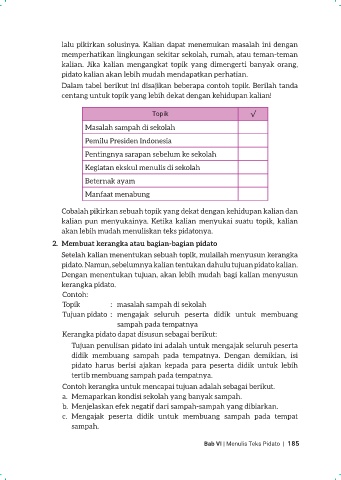 lalu pikirkan solusinya. Kalian dapat menemukan masalah ini dengan
memperhatikan lingkungan sekitar sekolah, rumah, atau teman-teman
kalian. Jika kalian mengangkat topik yang dimengerti banyak orang,
pidato kalian akan lebih mudah mendapatkan perhatian.
Dalam tabel berikut ini disajikan beberapa contoh topik. Berilah tanda
centang untuk topik yang lebih dekat dengan kehidupan kalian!
Topik √
Masalah sampah di sekolah
Pemilu Presiden Indonesia
Pentingnya sarapan sebelum ke sekolah
Kegiatan ekskul menulis di sekolah
Beternak ayam
Manfaat menabung
Cobalah pikirkan sebuah topik yang dekat dengan kehidupan kalian dan
kalian pun menyukainya. Ketika kalian menyukai suatu topik, kalian
akan lebih mudah menuliskan teks pidatonya.
2. Membuat kerangka atau bagian-bagian pidato
Setelah kalian menentukan sebuah topik, mulailah menyusun kerangka
pidato. Namun, sebelumnya kalian tentukan dahulu tujuan pidato kalian.
Dengan menentukan tujuan, akan lebih mudah bagi kalian menyusun
kerangka pidato.
Contoh:
Topik : masalah sampah di sekolah
Tujuan pidato : mengajak seluruh peserta didik untuk membuang
sampah pada tempatnya
Kerangka pidato dapat disusun sebagai berikut:
Tujuan penulisan pidato ini adalah untuk mengajak seluruh peserta
didik membuang sampah pada tempatnya. Dengan demikian, isi
pidato harus berisi ajakan kepada para peserta didik untuk lebih
tertib membuang sampah pada tempatnya.
Contoh kerangka untuk mencapai tujuan adalah sebagai berikut.
a. Memaparkan kondisi sekolah yang banyak sampah.
b. Menjelaskan efek negatif dari sampah-sampah yang dibiarkan.
c. Mengajak peserta didik untuk membuang sampah pada tempat
sampah.
Bab VI | Menulis Teks Pidato | 185